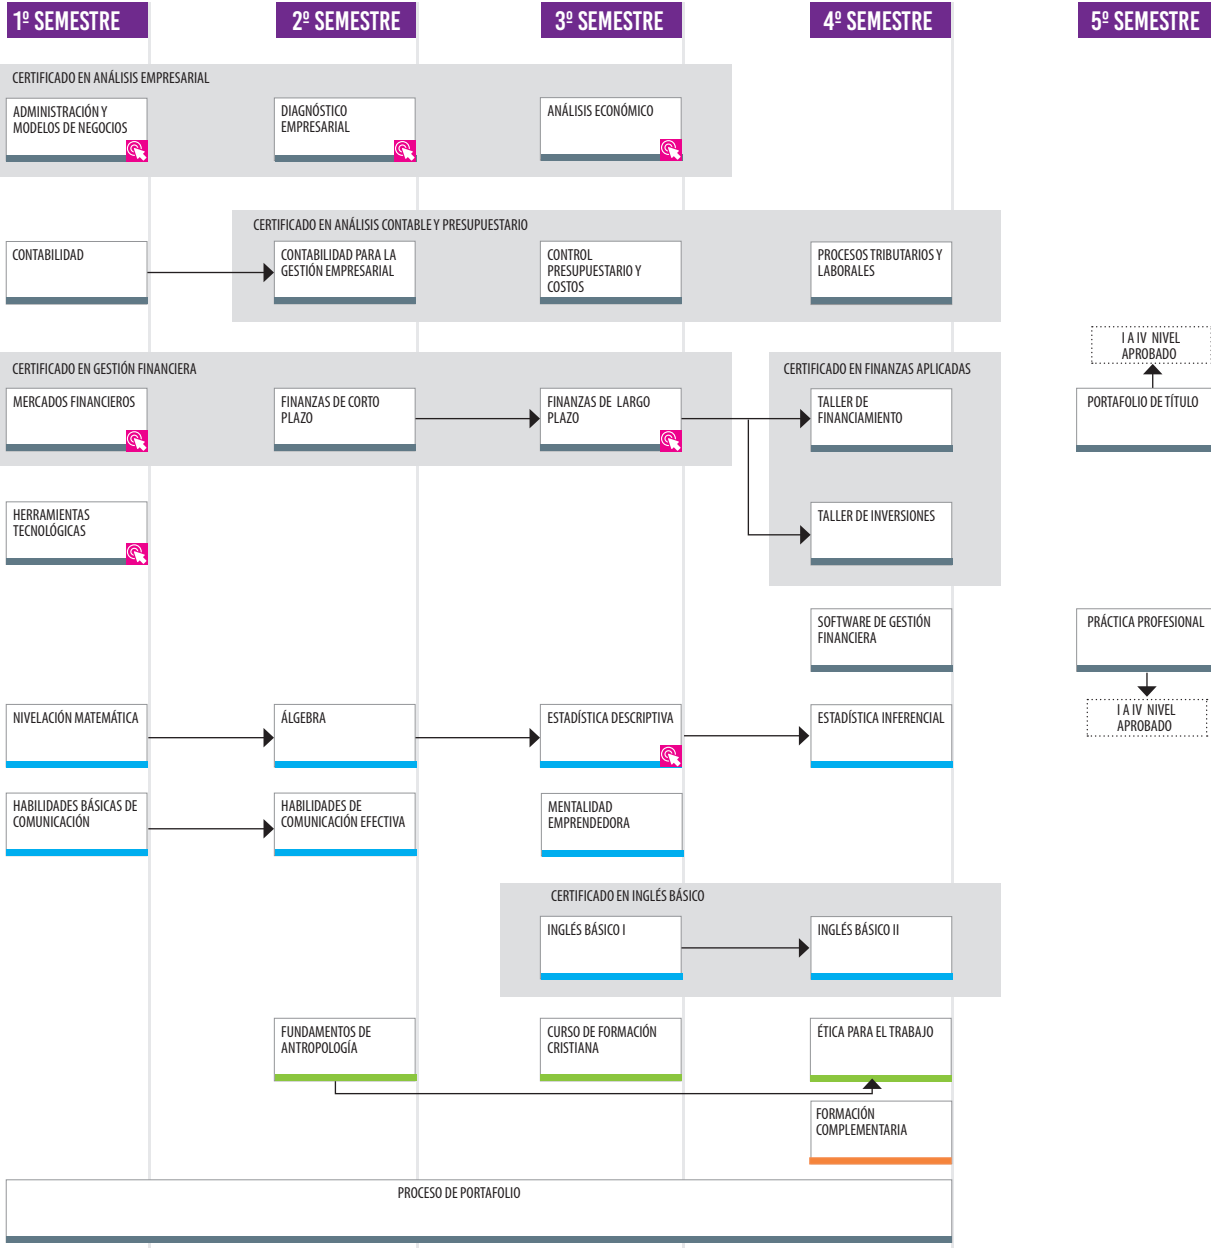 1º SEMESTRE
2º SEMESTRE
3º SEMESTRE
4º SEMESTRE
5º SEMESTRE
CERTIFICADO EN ANÁLISIS EMPRESARIAL
ADMINISTRACIÓN Y
MODELOS DE NEGOCIOS
DIAGNÓSTICO
EMPRESARIAL
ANÁLISIS ECONÓMICO
CERTIFICADO EN ANÁLISIS CONTABLE Y PRESUPUESTARIO
CONTABILIDAD
CONTABILIDAD PARA LA
GESTIÓN EMPRESARIAL
CONTROL
PRESUPUESTARIO Y
COSTOS
PROCESOS TRIBUTARIOS Y
LABORALES
I A IV NIVEL
APROBADO
CERTIFICADO EN GESTIÓN FINANCIERA
CERTIFICADO EN FINANZAS APLICADAS
MERCADOS FINANCIEROS
FINANZAS DE CORTO
PLAZO
FINANZAS DE LARGO
PLAZO
TALLER DE
FINANCIAMIENTO
PORTAFOLIO DE TÍTULO
HERRAMIENTAS
TECNOLÓGICAS
TALLER DE INVERSIONES
SOFTWARE DE GESTIÓN
FINANCIERA
PRÁCTICA PROFESIONAL
I A IV NIVEL
APROBADO
NIVELACIÓN MATEMÁTICA
ÁLGEBRA
ESTADÍSTICA DESCRIPTIVA
ESTADÍSTICA INFERENCIAL
HABILIDADES BÁSICAS DE
COMUNICACIÓN
HABILIDADES DE
COMUNICACIÓN EFECTIVA
MENTALIDAD
EMPRENDEDORA
CERTIFICADO EN INGLÉS BÁSICO
INGLÉS BÁSICO I
INGLÉS BÁSICO II
FUNDAMENTOS DE
ANTROPOLOGÍA
CURSO DE FORMACIÓN
CRISTIANA
ÉTICA PARA EL TRABAJO
FORMACIÓN
COMPLEMENTARIA
PROCESO DE PORTAFOLIO